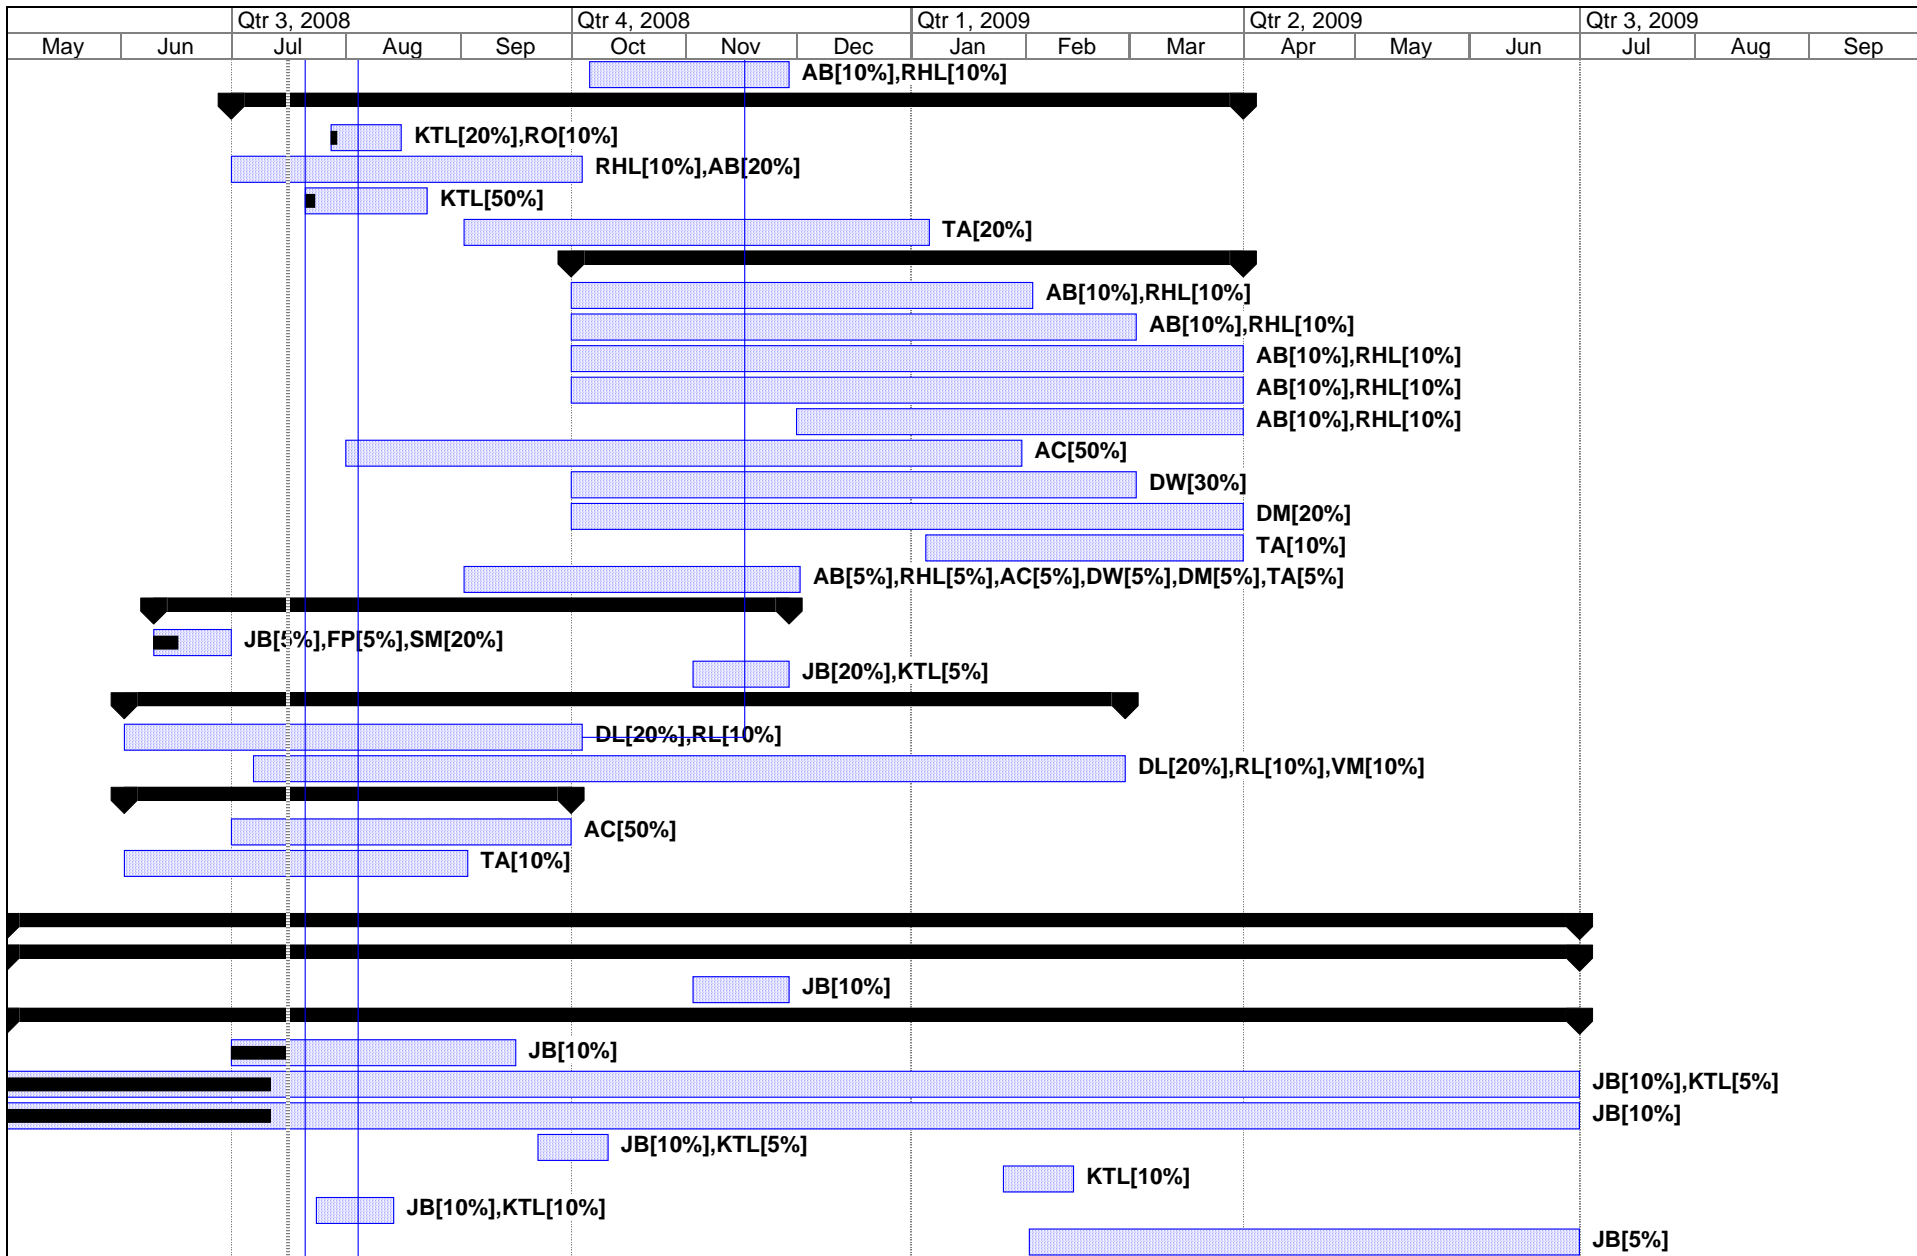 Qtr 3, 2008 Qtr 4, 2008 Qtr 1, 2009 Qtr 2, 2009 Qtr 3, 2009
May Jun Jul Aug Sep Oct Nov Dec Jan Feb Mar Apr May Jun Jul Aug Sep
AB[10%],RHL[10%]
KTL[20%],RO[10%]
RHL[10%],AB[20%]
KTL[50%]
TA[20%]
AB[10%],RHL[10%]
AB[10%],RHL[10%]
AB[10%],RHL[10%]
AB[10%],RHL[10%]
AB[10%],RHL[10%]
AC[50%]
DW[30%]
DM[20%]
TA[10%]
AB[5%],RHL[5%],AC[5%],DW[5%],DM[5%],TA[5%]
JB[5%],FP[5%],SM[20%]
JB[20%],KTL[5%]
DL[20%],RL[10%]
DL[20%],RL[10%],VM[10%]
AC[50%]
TA[10%]
JB[10%]
JB[10%]
JB[10%],KTL[5%]
JB[10%]
JB[10%],KTL[5%]
KTL[10%]
JB[10%],KTL[10%]
JB[5%]